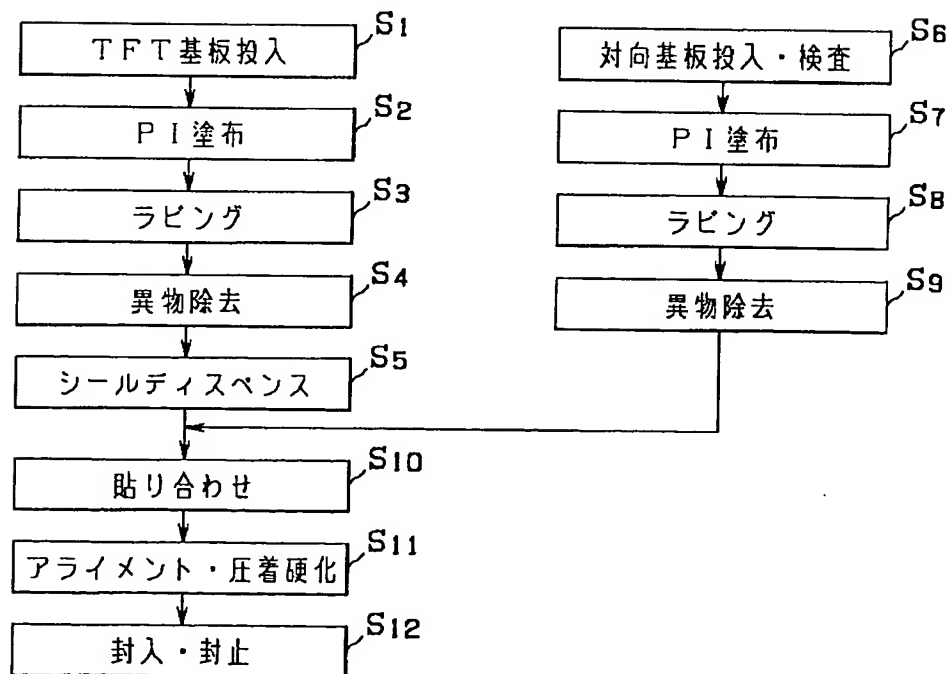 S1
TFT基板投入
S2
PI塗布
S3
ラビング
S4
異物除去
S5
シールディスペンス
S6
対向基板投入・検査
S7
PI塗布
S8
ラビング
S9
異物除去
S10
貼り合わせ
S11
アライメント・圧着硬化
S12
封入・封止